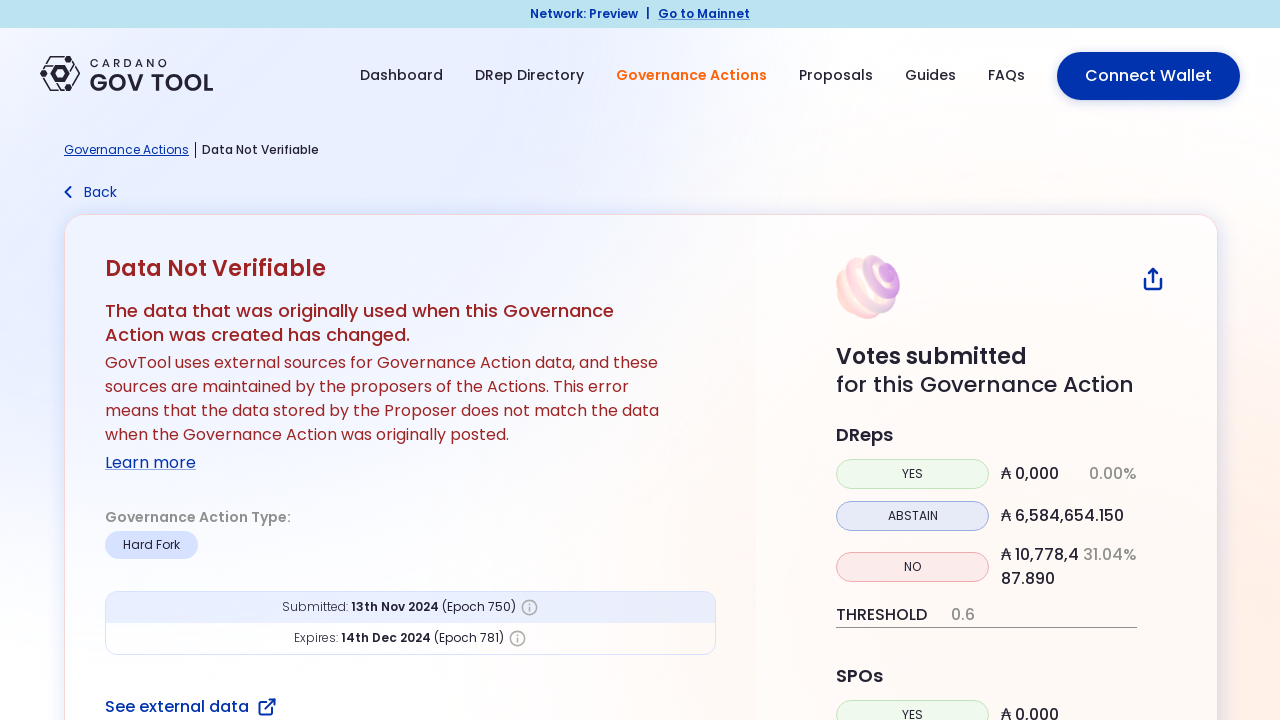 Network: Preview | Go to Mainnet
CARDANO
GOV TOOL
Dashboard
DRep Directory
Governance Actions
Proposals
Guides
FAQs
Connect Wallet
Governance Actions | Data Not Verifiable
Back
Data Not Verifiable
The data that was originally used when this Governance
Action was created has changed.
GovTool uses external sources for Governance Action data, and these
sources are maintained by the proposers of the Actions. This error
means that the data stored by the Proposer does not match the data
when the Governance Action was originally posted.
Learn more
Governance Action Type:
Hard Fork
Submitted: 13th Nov 2024 (Epoch 750)
Expires: 14th Dec 2024 (Epoch 781)
See external data
Votes submitted
for this Governance Action
DReps
YES ₳ 0,000 0.00%
ABSTAIN ₳ 6,584,654.150
NO ₳ 10,778,4 31.04%
87.890
THRESHOLD 0.6
SPOs
YES ₳ 0,000